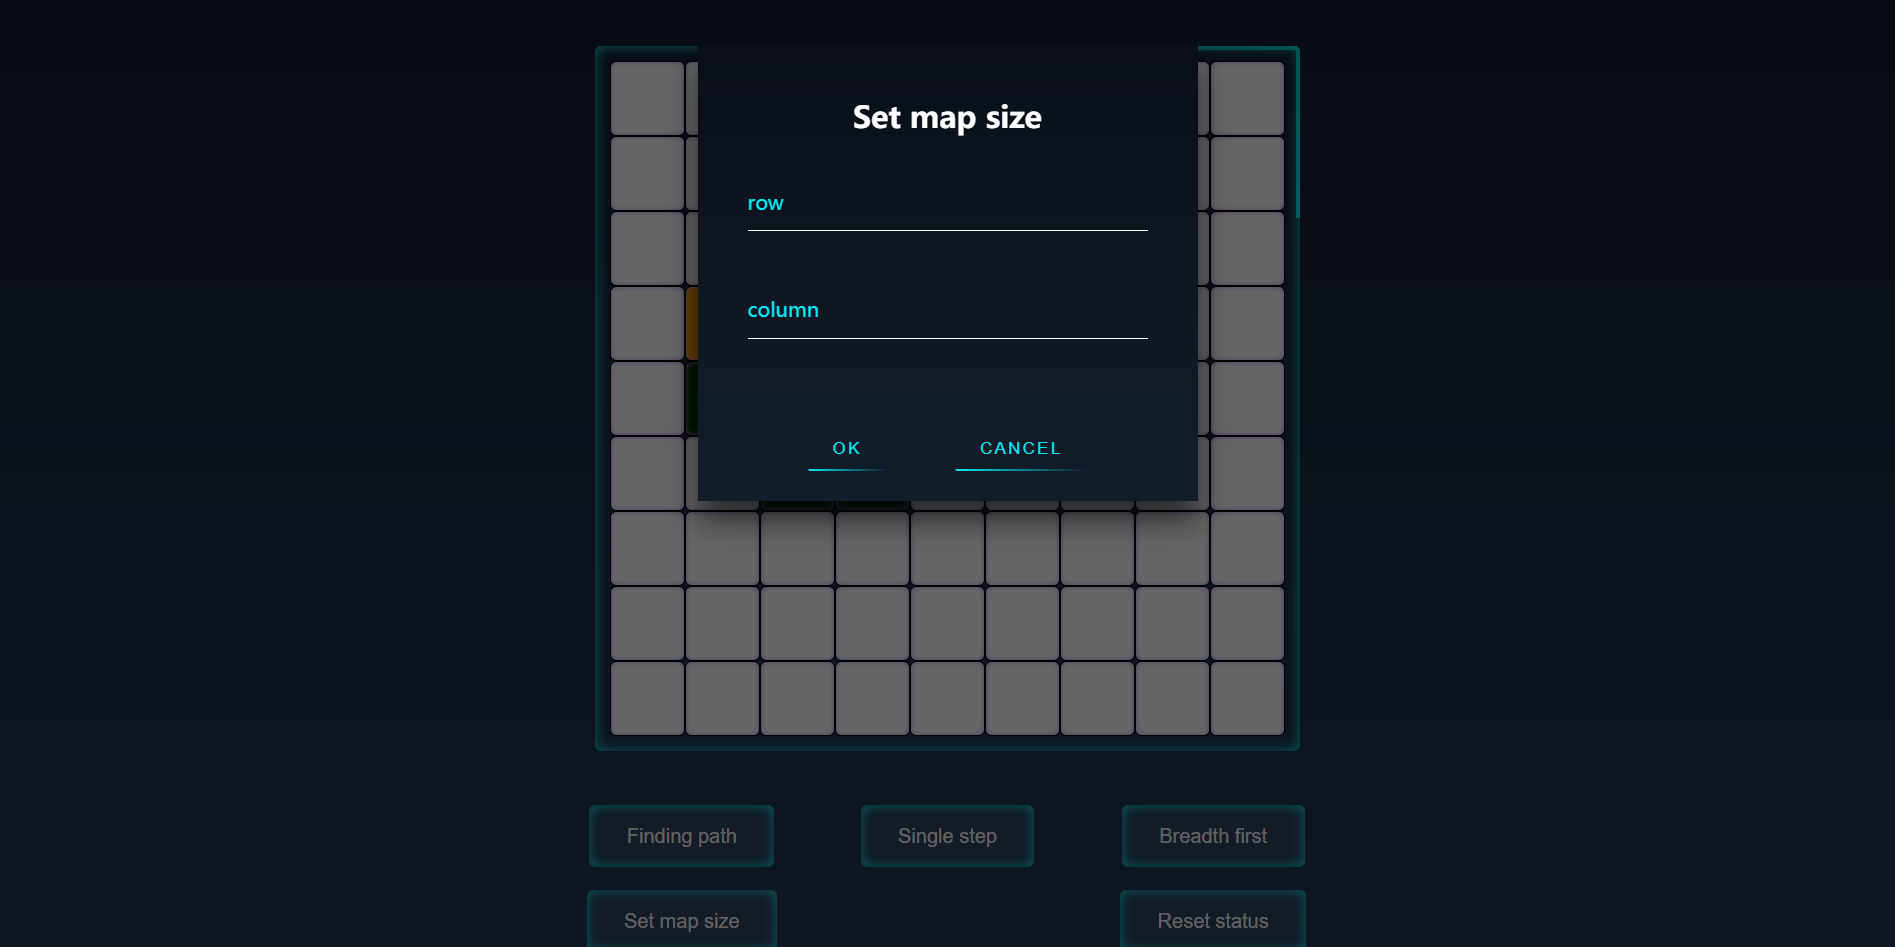 Set map size
row
column
OK CANCEL
Finding path Single step Breadth first
Set map size Reset status